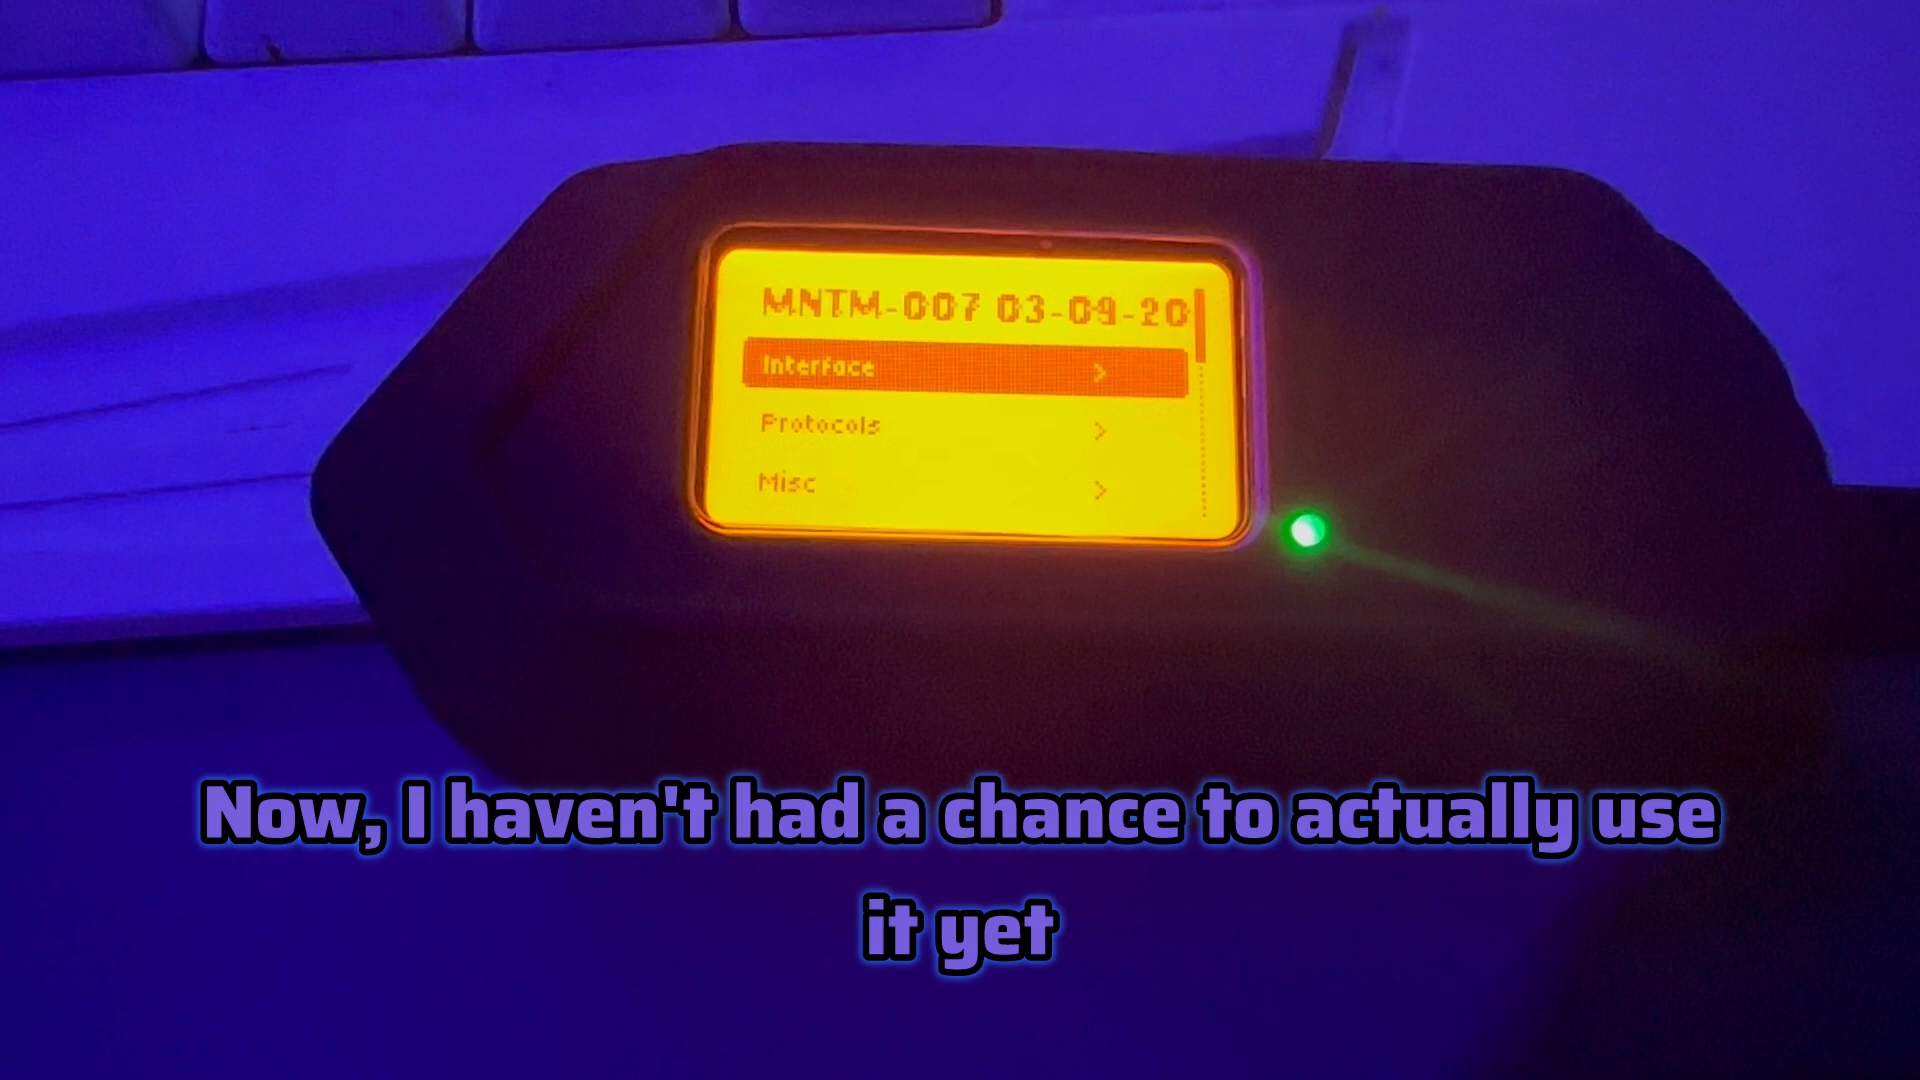 MNTM-007 03-09-20
Interface >
Protocols >
Misc >
Now, I haven't had a chance to actually use
it yet